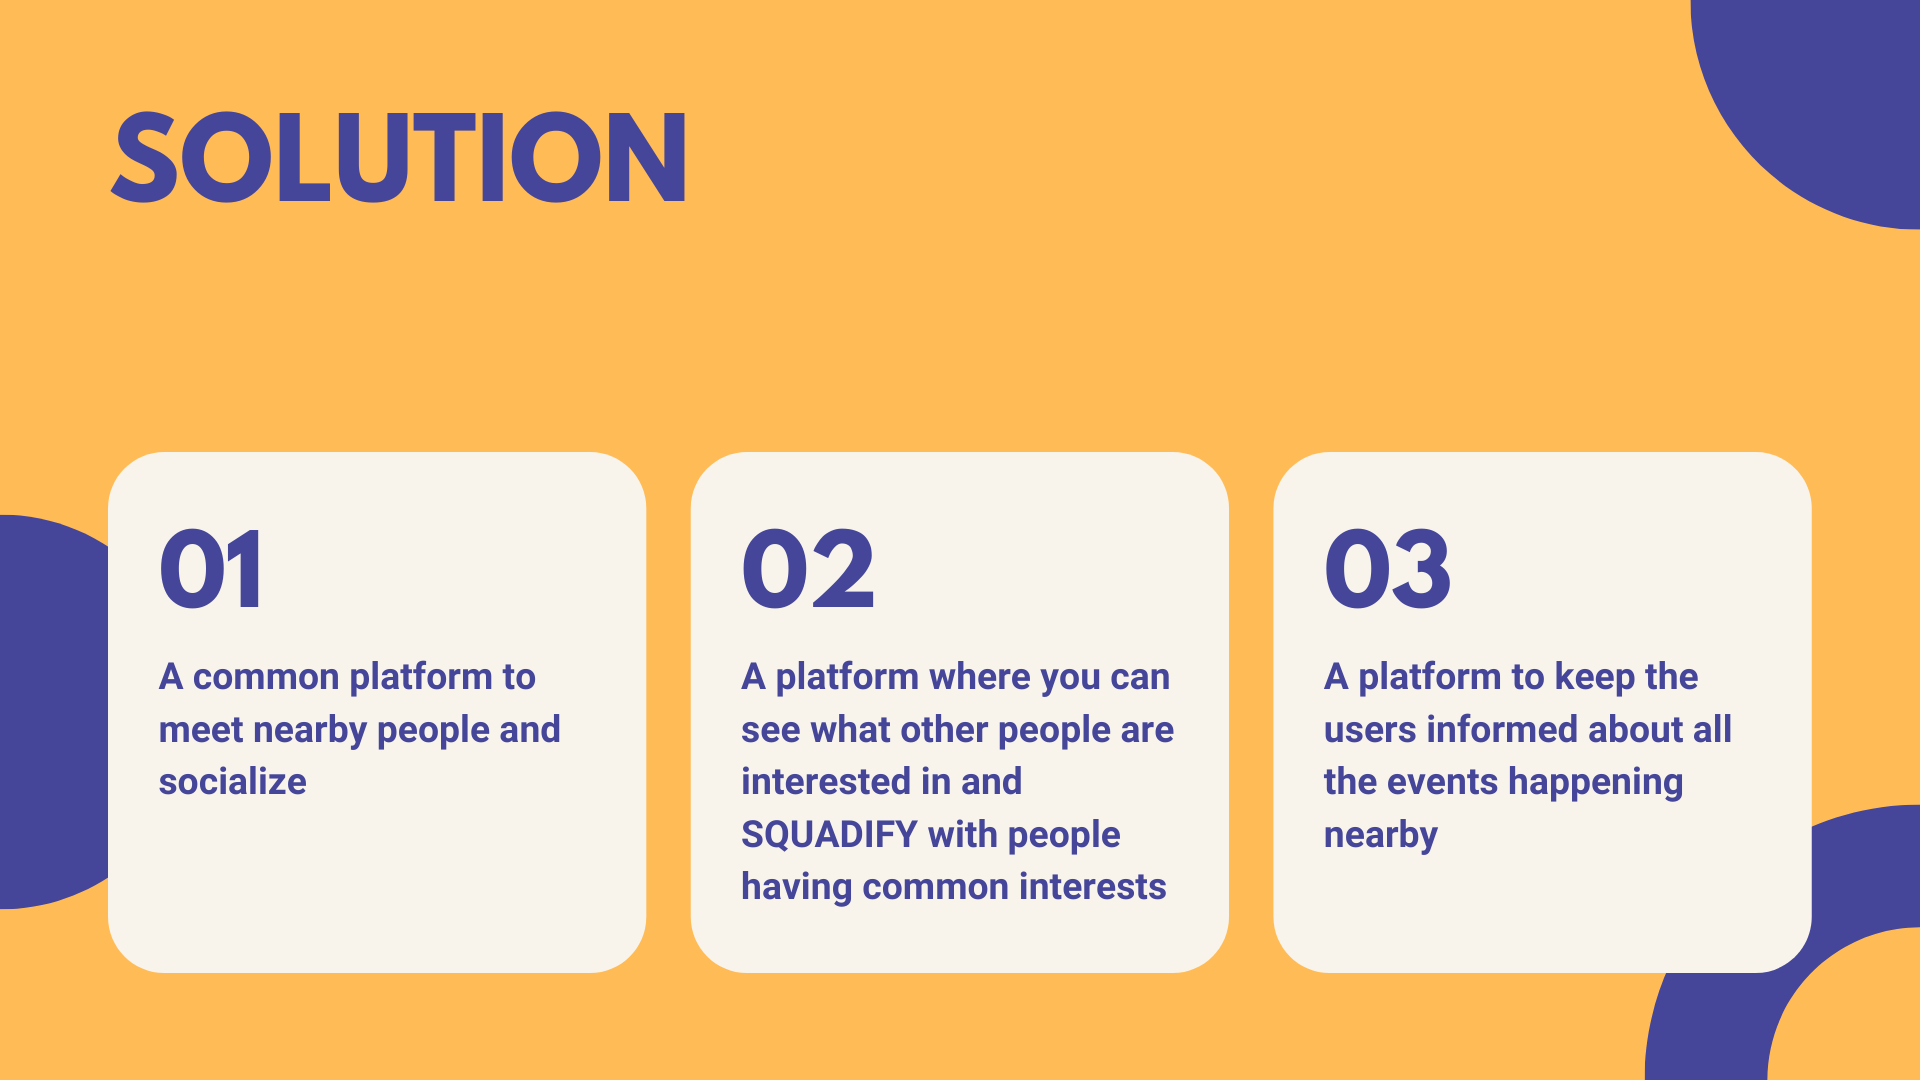 SOLUTION
01
A common platform to
meet nearby people and
socialize
02
A platform where you can
see what other people are
interested in and
SQUADIFY with people
having common interests
03
A platform to keep the
users informed about all
the events happening
nearby